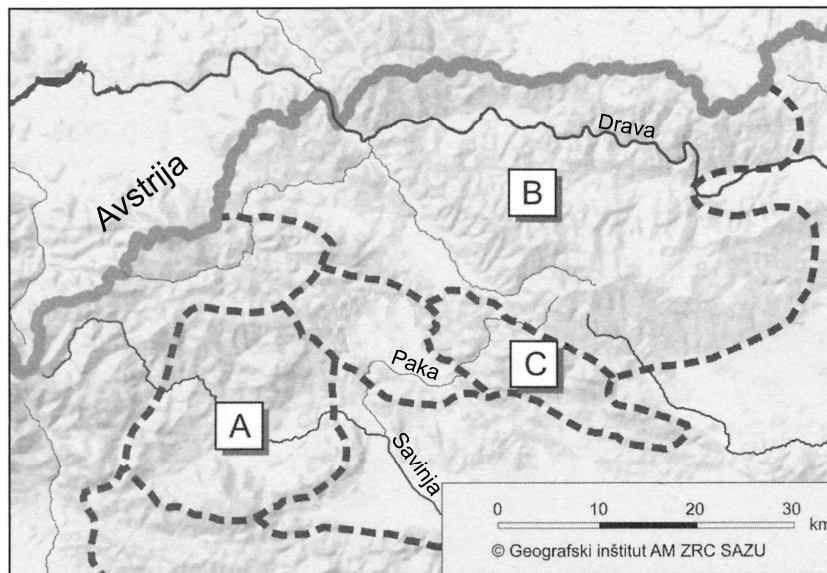 Drava
Avstrija
B
Paka
C
A
Savinja
0 10 20 30
km
© Geografski inštitut AM ZRC SAZU